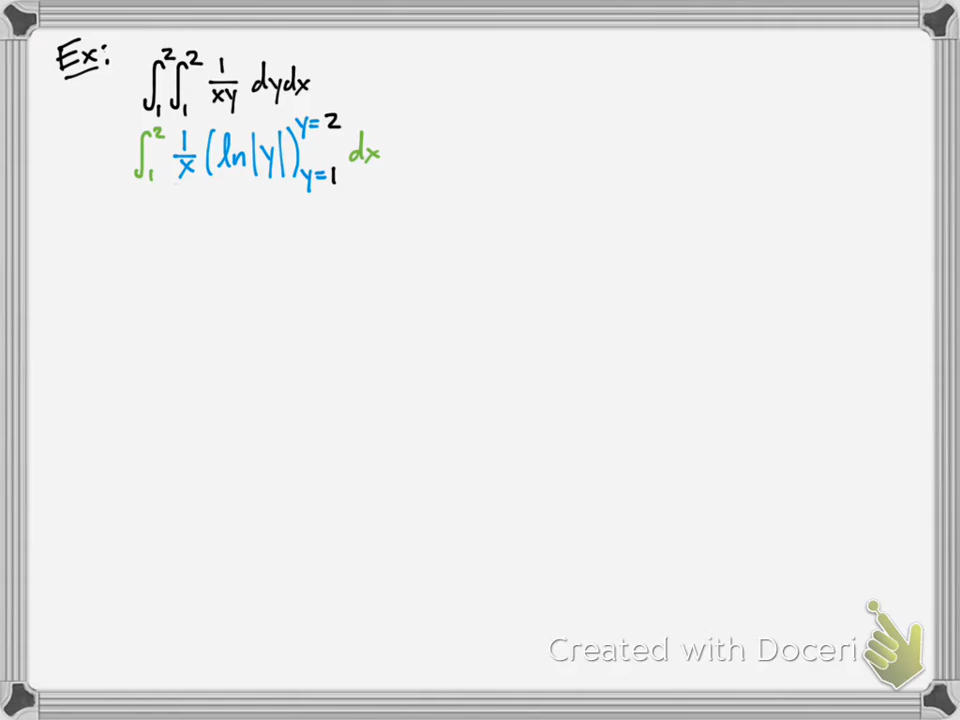 Ex: ∫₁² ∫₁² 1/xy dydx
∫₁² 1/x (ln|y|)_{y=1}^{y=2} dx
Created with Doceri